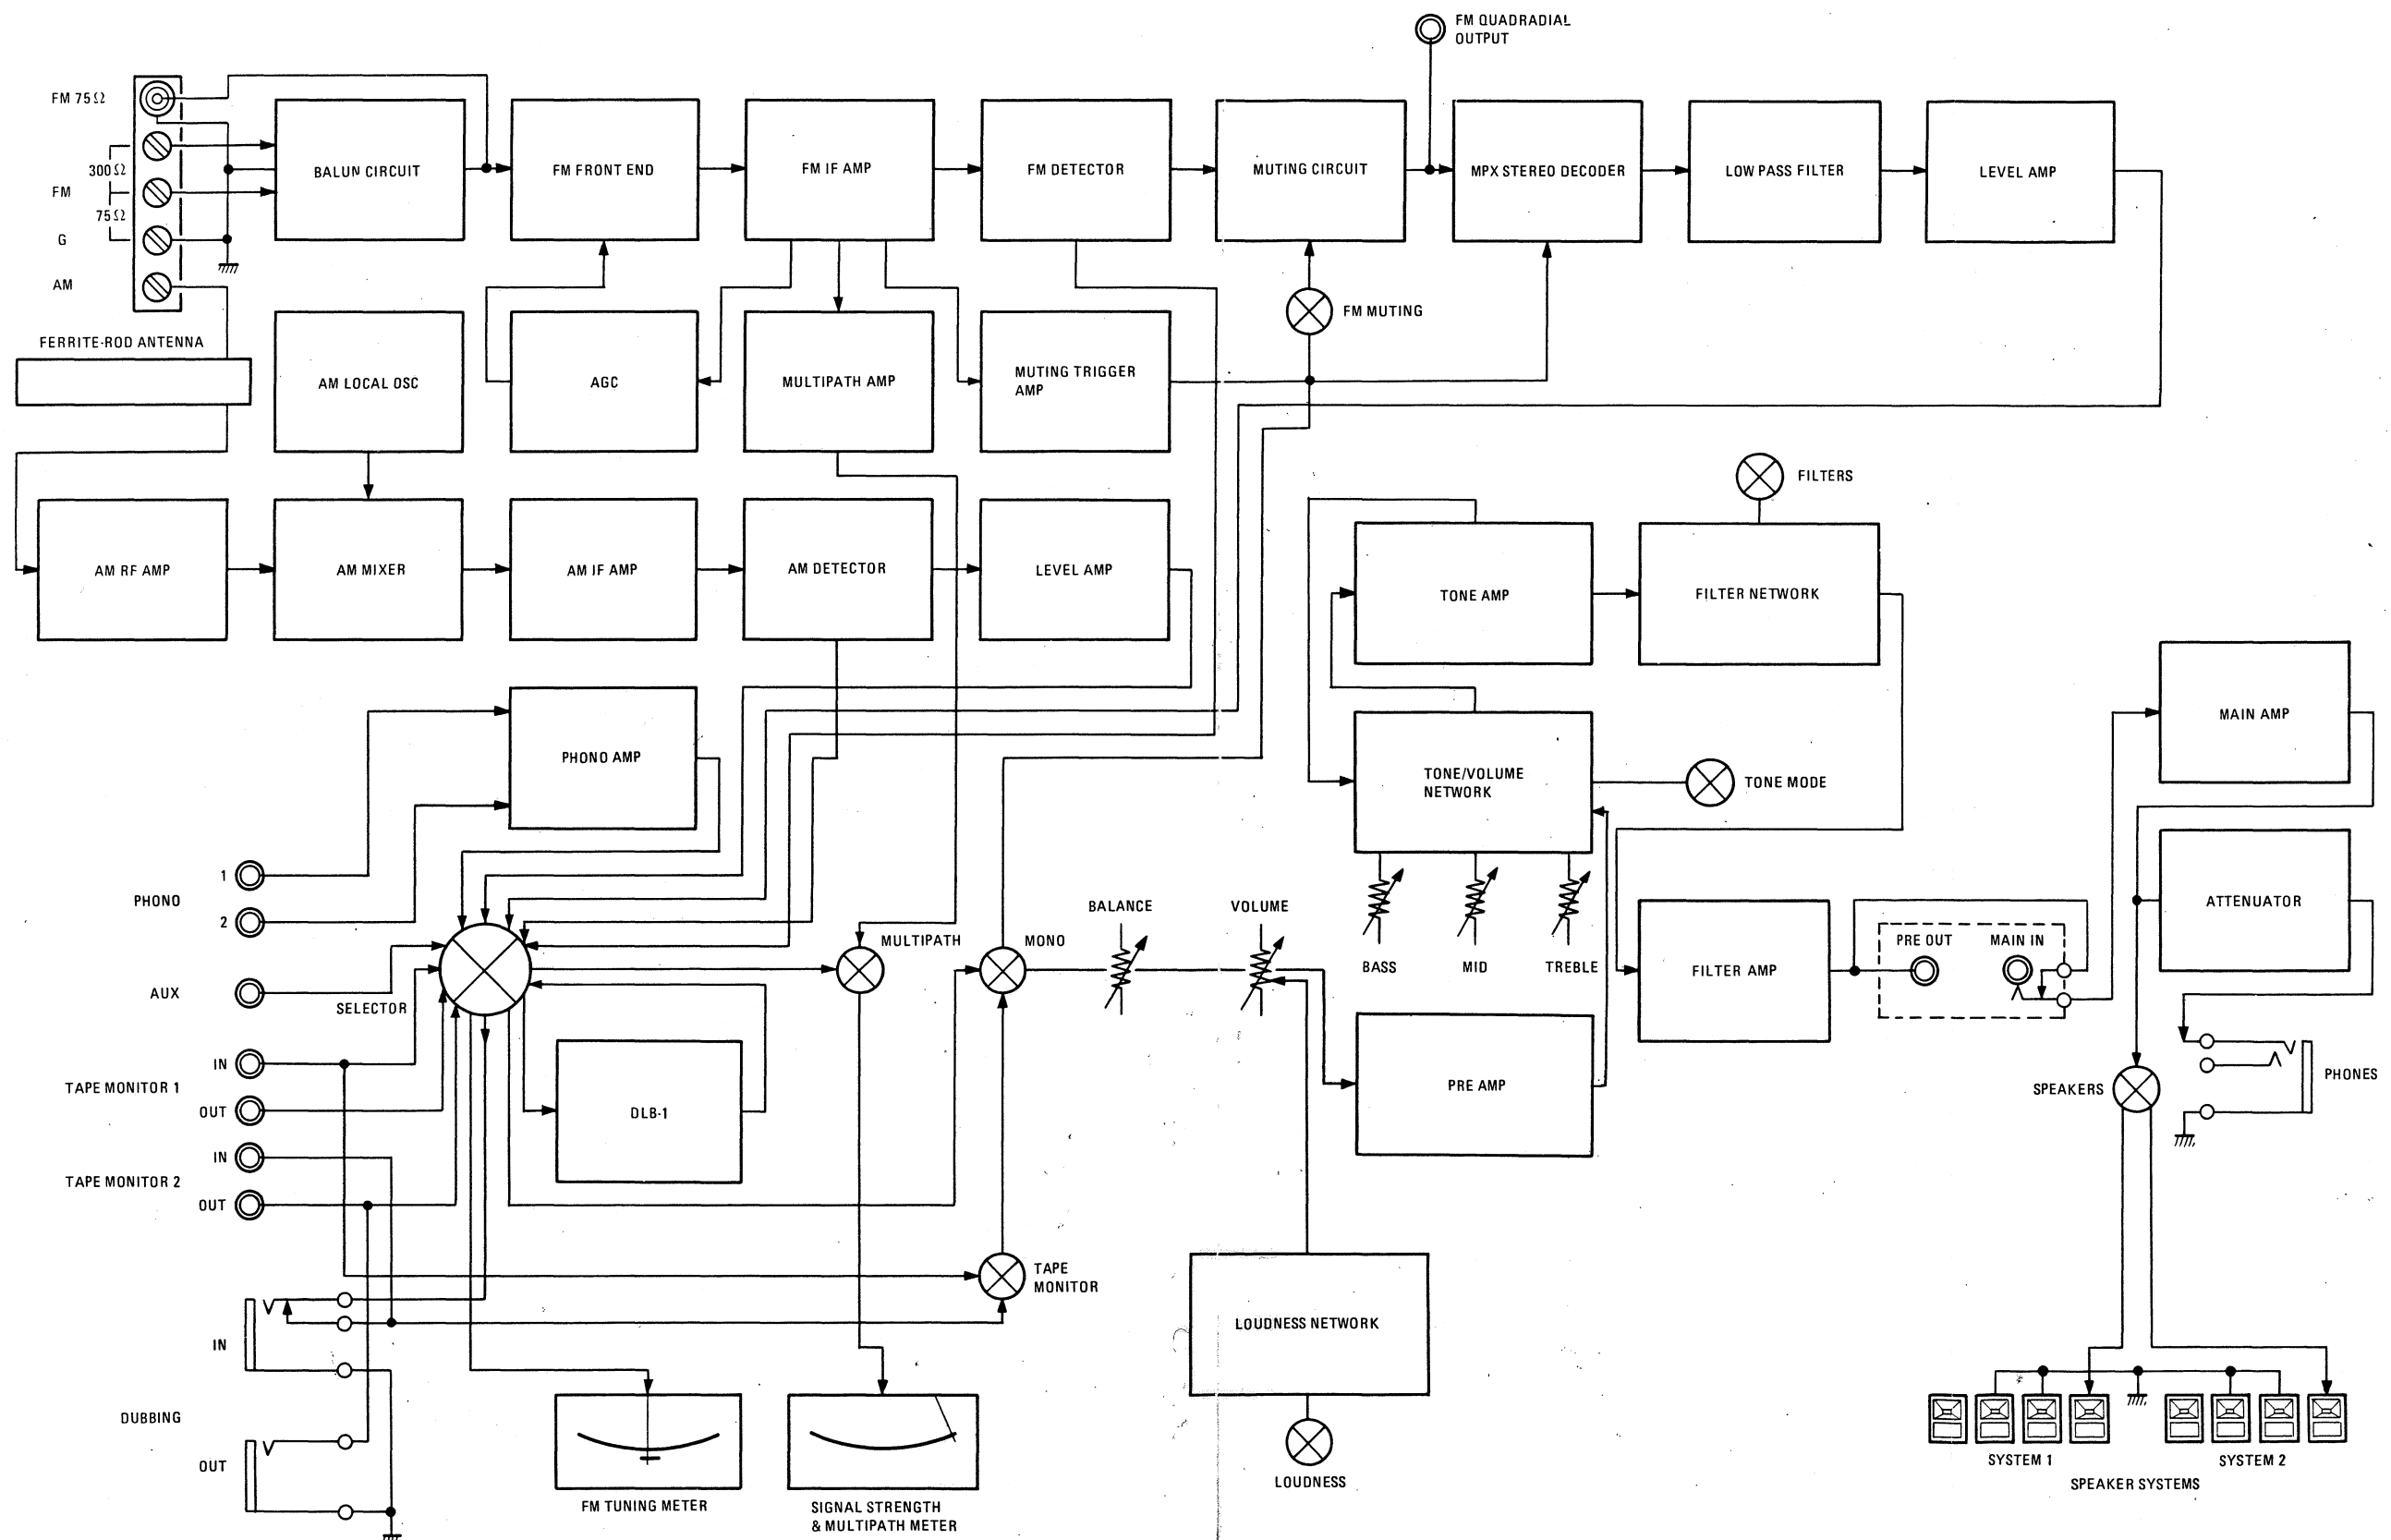 FM QUADRADIAL
OUTPUT
FM 75Ω
300Ω
FM
75Ω
G
AM
BALUN CIRCUIT
FM FRONT END
FM IF AMP
FM DETECTOR
MUTING CIRCUIT
MPX STEREO DECODER
LOW PASS FILTER
LEVEL AMP
FM MUTING
FERRITE-ROD ANTENNA
AM LOCAL OSC
AGC
MULTIPATH AMP
MUTING TRIGGER
AMP
FILTERS
AM RF AMP
AM MIXER
AM IF AMP
AM DETECTOR
LEVEL AMP
TONE AMP
FILTER NETWORK
PHONO AMP
MAIN AMP
TONE/VOLUME
NETWORK
TONE MODE
1
PHONO
2
AUX
SELECTOR
MULTIPATH
MONO
BALANCE
VOLUME
BASS
MID
TREBLE
FILTER AMP
PRE OUT
MAIN IN
ATTENUATOR
IN
TAPE MONITOR 1
OUT
IN
TAPE MONITOR 2
OUT
DLB-1
PRE AMP
SPEAKERS
PHONES
TAPE
MONITOR
LOUDNESS NETWORK
IN
DUBBING
OUT
FM TUNING METER
SIGNAL STRENGTH
& MULTIPATH METER
LOUDNESS
SYSTEM 1
SYSTEM 2
SPEAKER SYSTEMS